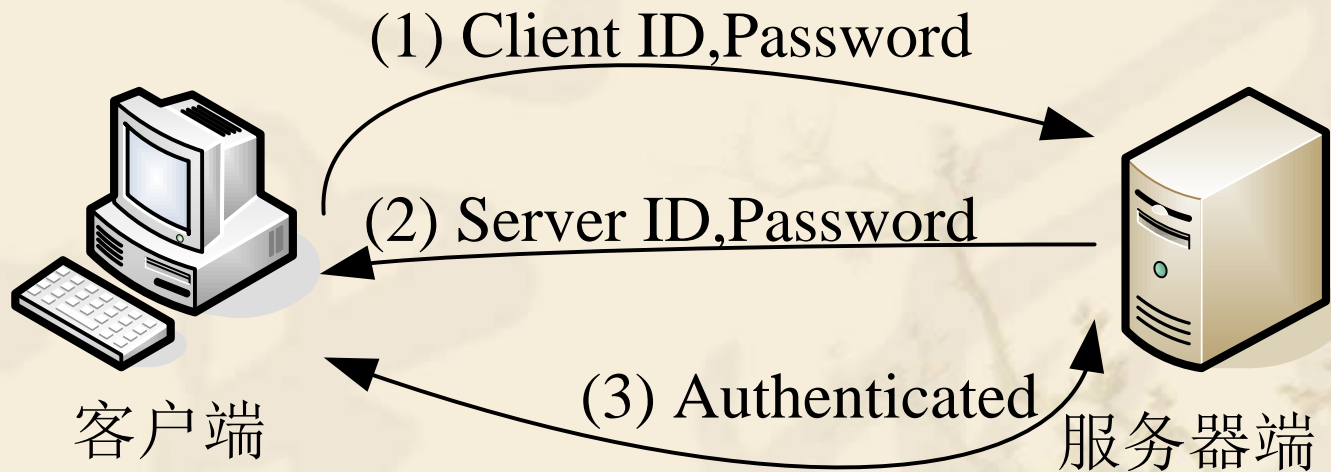 (1) Client ID,Password
(2) Server ID,Password
(3) Authenticated
客户端
服务器端